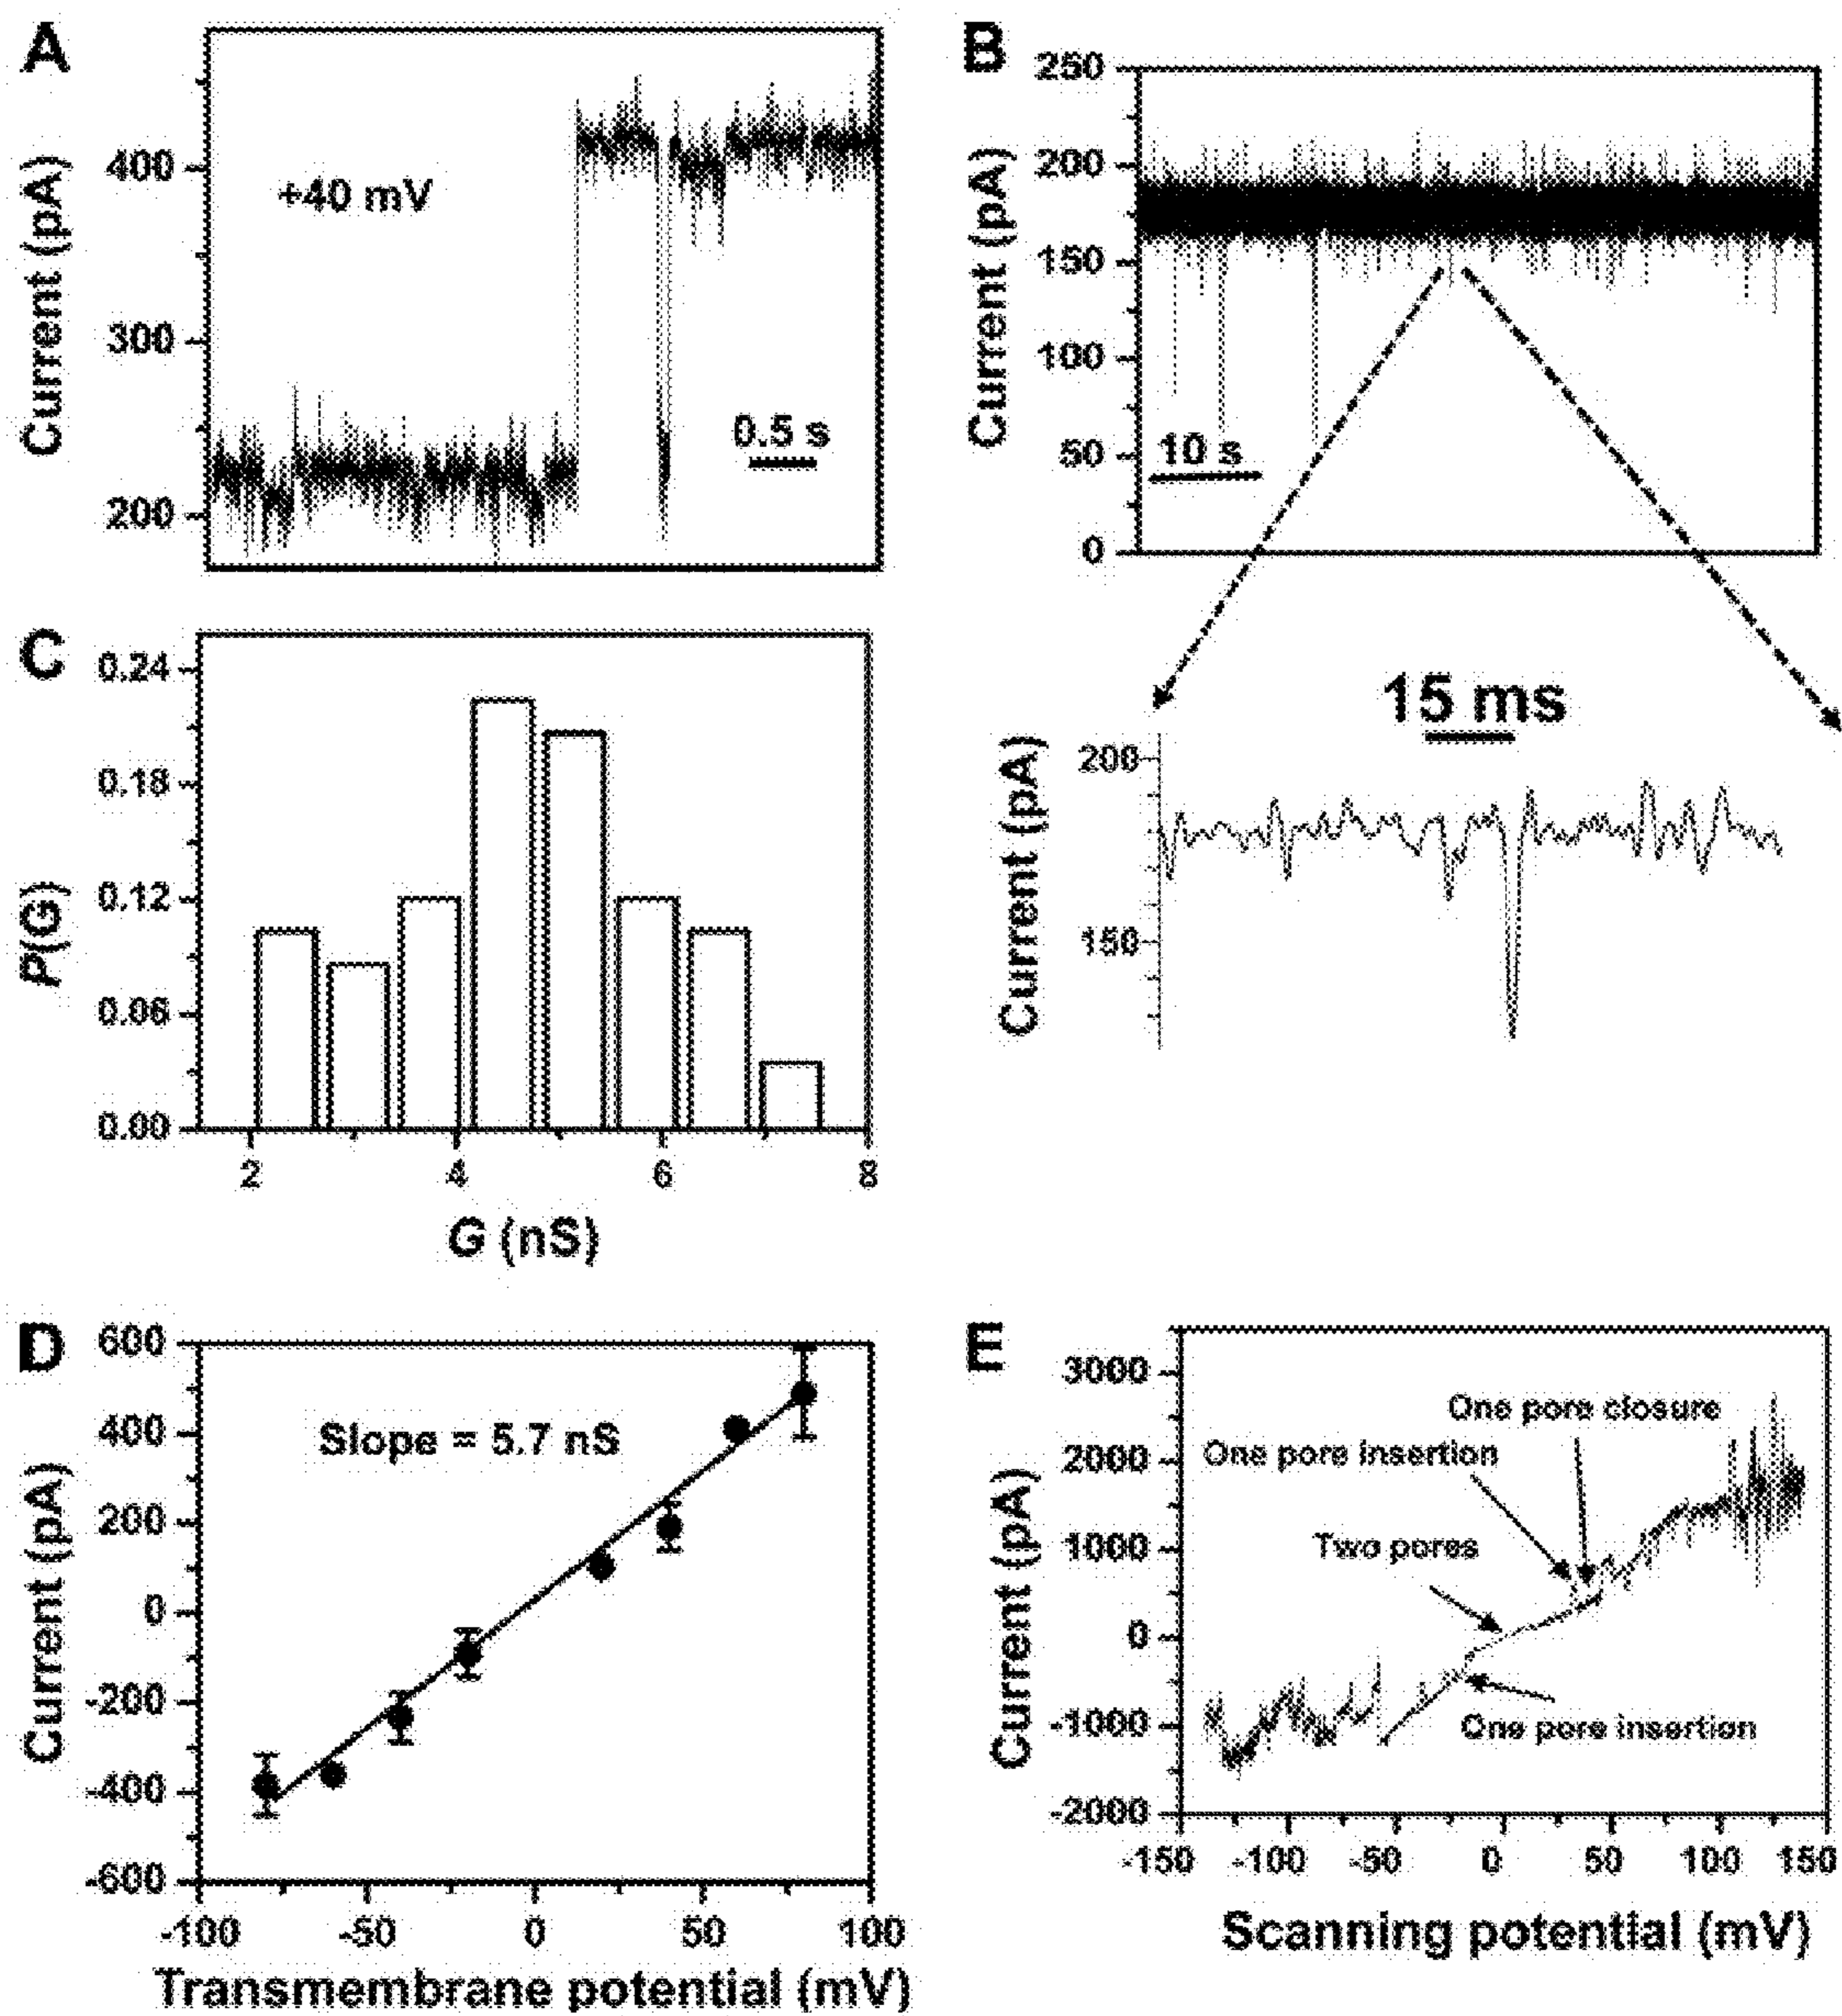 A
Current (pA)
400
300
200
+40 mV
0.5 s
B
Current (pA)
250
200
150
100
50
0
10 s
15 ms
Current (pA)
200
150
C
P(G)
0.24
0.18
0.12
0.06
0.00
2 4 6 8
G (nS)
D
Current (pA)
600
400
200
0
-200
-400
-600
Slope = 5.7 nS
-100 -50 0 50 100
Transmembrane potential (mV)
E
Current (pA)
3000
2000
1000
0
-1000
-2000
One pore closure
One pore insertion
Two pores
One pore insertion
-150 -100 -50 0 50 100 150
Scanning potential (mV)